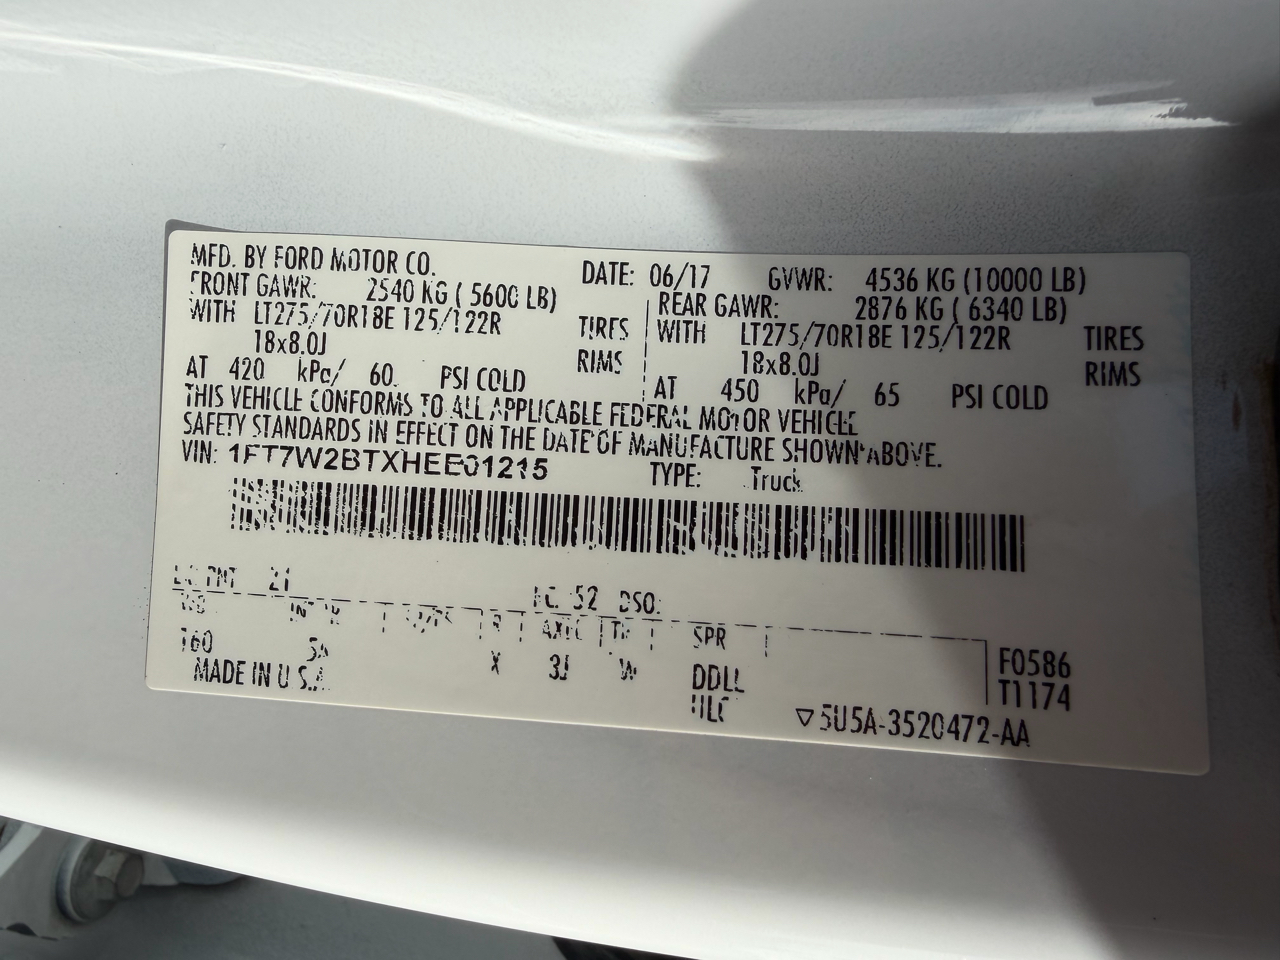 MFD. BY FORD MOTOR CO.
DATE: 06/17 GVWR: 4536 KG (10000 LB)
FRONT GAWR: 2540 KG ( 5600 LB)
REAR GAWR: 2876 KG ( 6340 LB)
WITH LT275/70R18E 125/122R TIRES
WITH LT275/70R18E 125/122R TIRES
18x8.0J RIMS
18x8.0J RIMS
AT 420 kPa/ 60 PSI COLD
AT 450 kPa/ 65 PSI COLD
THIS VEHICLE CONFORMS TO ALL APPLICABLE FEDERAL MOTOR VEHICLE
SAFETY STANDARDS IN EFFECT ON THE DATE OF MANUFACTURE SHOWN ABOVE.
VIN: 1FT7W2BTXHEE01215 TYPE: Truck
PNT 21
52 DSO:
SPR
X 3J W DDLL
F0586
T1174
MADE IN U.S.A.
▽5U5A-3520472-AA